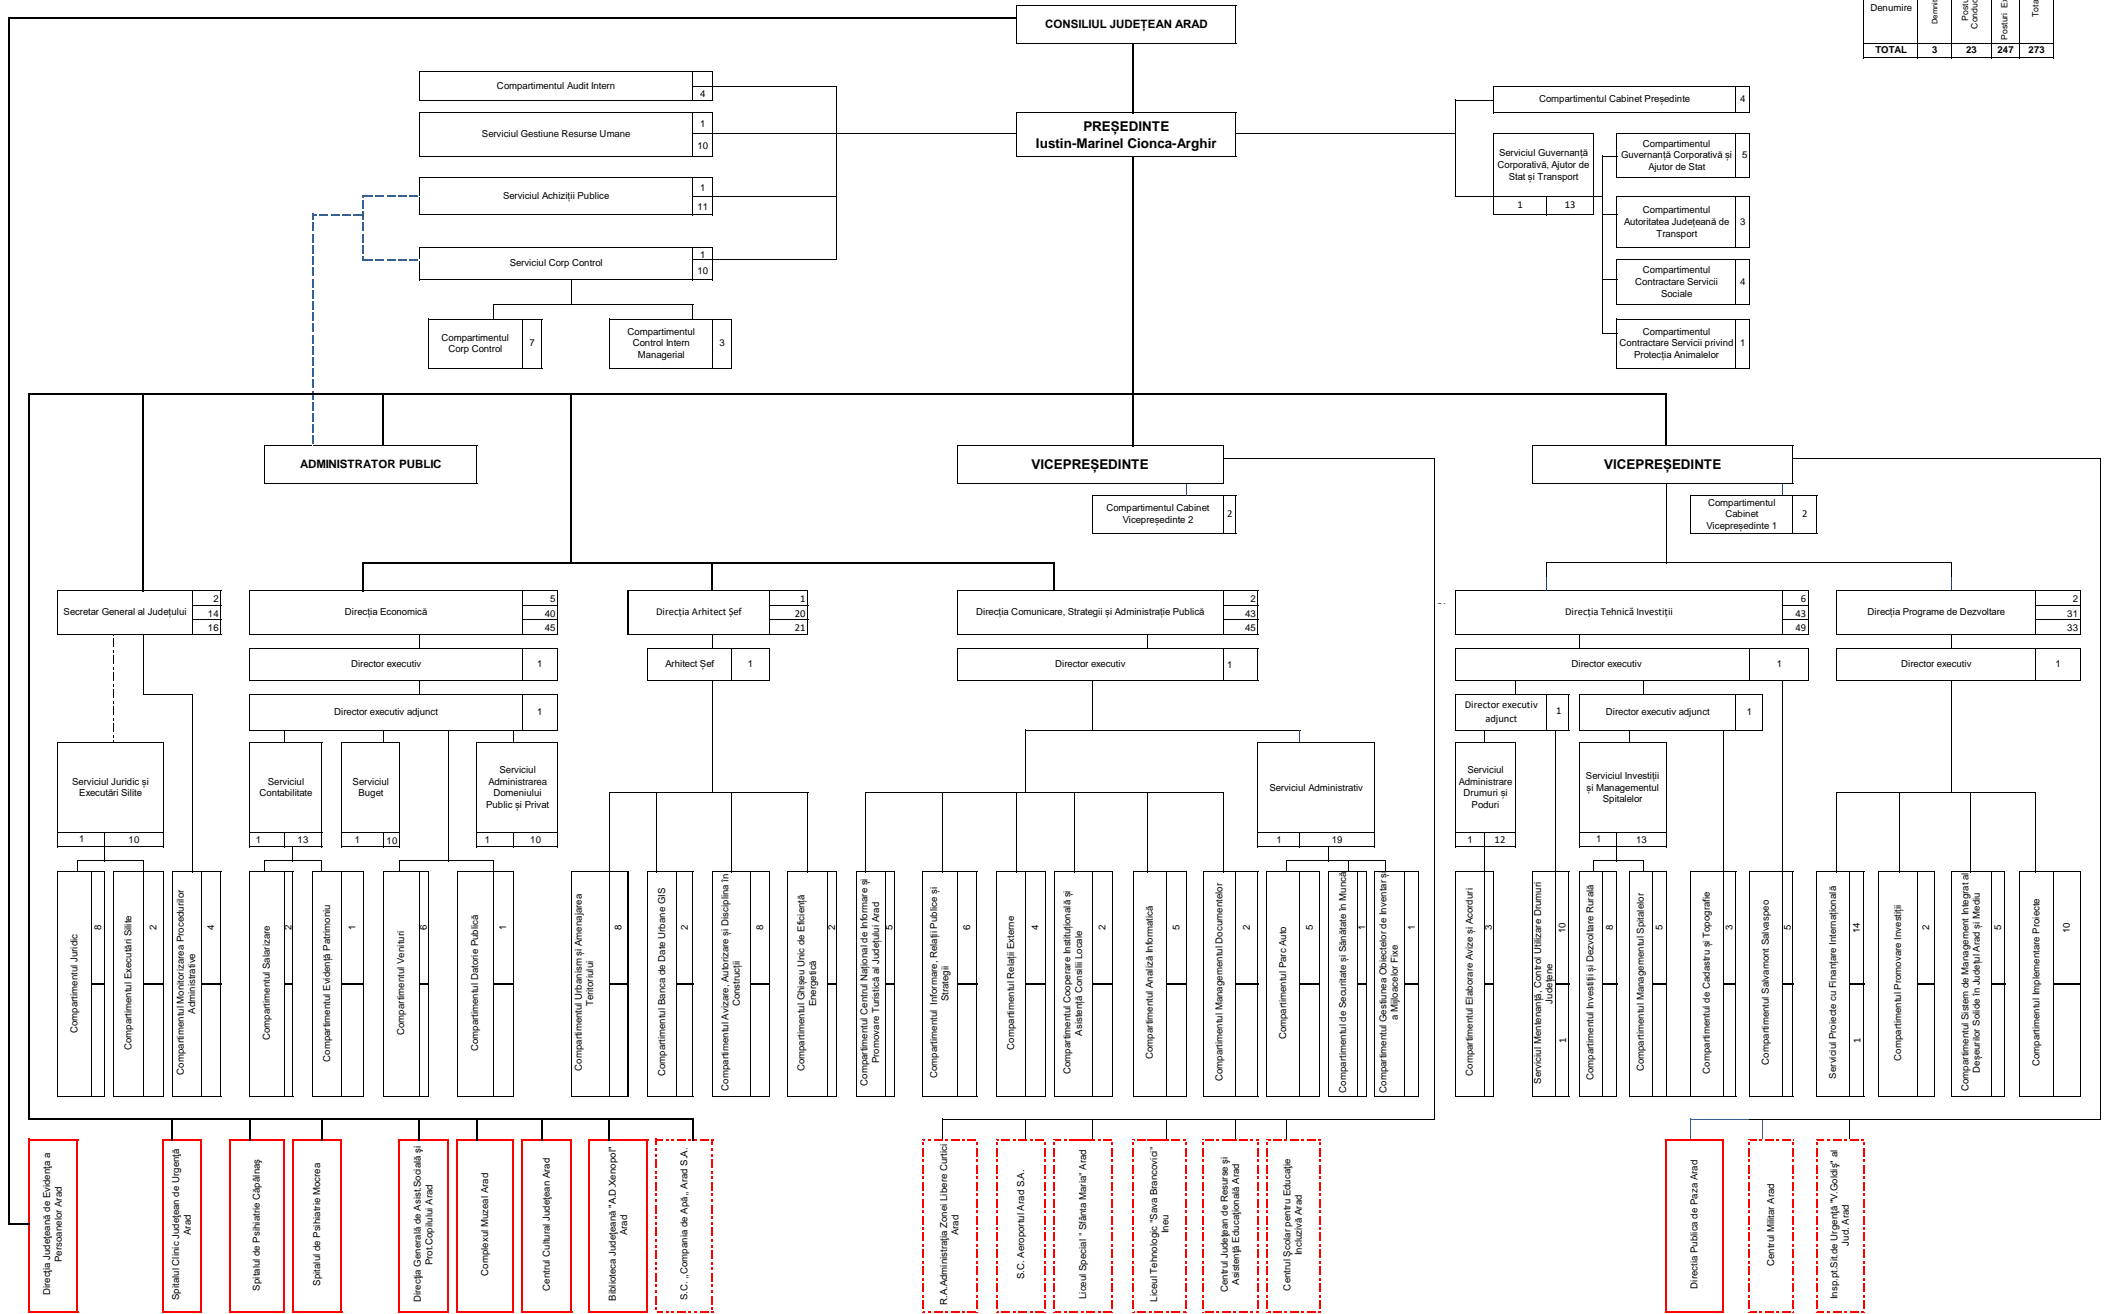 CONSILIUL JUDEȚEAN ARAD
Denumire
TOTAL 3 23 247 273
Compartimentul Audit Intern
4
Serviciul Gestiune Resurse Umane
1
10
Serviciul Achiziții Publice
1
11
Serviciul Corp Control
1
10
Compartimentul
Corp Control
7
Compartimentul
Control Intern
Managerial
3
PREȘEDINTE
Iustin-Marinel Cionca-Arghir
Compartimentul Cabinet Președinte
4
Serviciul Guvernanță
Corporativă, Ajutor de
Stat și Transport
1 13
Compartimentul
Guvernanță Corporativă și
Ajutor de Stat
5
Compartimentul
Autoritatea Județeană de
Transport
3
Compartimentul
Contractare Servicii
Sociale
4
Compartimentul
Contractare Servicii privind
Protecția Animalelor
1
ADMINISTRATOR PUBLIC
VICEPREȘEDINTE
Compartimentul Cabinet
Vicepreședinte 2
2
VICEPREȘEDINTE
Compartimentul
Cabinet
Vicepreședinte 1
2
Secretar General al Județului
2
14
16
Direcția Economică
5
40
45
Direcția Arhitect Șef
1
20
21
Direcția Comunicare, Strategii și Administrație Publică
2
43
45
Direcția Tehnică Investiții
6
43
49
Direcția Programe de Dezvoltare
2
31
33
Director executiv
1
Arhitect Șef
1
Director executiv
1
Director executiv
1
Director executiv
1
Director executiv adjunct
1
Director executiv
adjunct
1
Director executiv adjunct
1
Serviciul Juridic și
Executări Silite
1 10
Serviciul
Contabilitate
1 13
Serviciul
Buget
1 10
Serviciul
Administrarea
Domeniului
Public și Privat
1 10
Serviciul Administrativ
1 19
Serviciul
Administrare
Drumuri și
Poduri
1 12
Serviciul Investiții
și Managementul
Spitalelor
1 13
Compartimentul Juridic
8
Compartimentul Executări Silite
2
Compartimentul Monitorizarea Procedurilor
Administrative
4
Compartimentul Salarizare
2
Compartimentul Evidență Patrimoniu
1
Compartimentul Venituri
6
Compartimentul Datorie Publică
1
Compartimentul Urbanism și Amenajarea
Teritoriului
8
Compartimentul Banca de Date Urbane GIS
2
Compartimentul Avizare, Autorizare și Disciplina în
Construcții
8
Compartimentul Ghișeu Unic de Eficiență
Energetică
2
Compartimentul Centrul Național de Informare și
Promovare Turistică al Județului Arad
5
Compartimentul Informare, Relații Publice și
Strategii
6
Compartimentul Relații Externe
4
Compartimentul Cooperare Instituțională și
Asistență Consilii Locale
2
Compartimentul Analiză Informatică
5
Compartimentul Managementul Documentelor
2
Compartimentul Parc Auto
5
Compartimentul de Securitate și Sănătate în Muncă
1
Compartimentul Gestiunea Obiectelor de Inventar și
a Mijloacelor Fixe
1
Compartimentul Elaborare Avize și Acorduri
3
Serviciul Mentenanță, Control Utilizare Drumuri
Județene
10
1
Compartimentul Investiții și Dezvoltare Rurală
8
Compartimentul Managementul Spitalelor
5
Compartimentul de Cadastru și Topografie
3
Compartimentul Salvamont Salvaspeo
5
Serviciul Proiecte cu Finanțare Internațională
14
1
Compartimentul Promovare Investiții
2
Compartimentul Sistem de Management Integrat al
Deșeurilor Solide în Județul Arad și Mediu
5
Compartimentul Implementare Proiecte
10
Direcția Județeană de Evidența a
Persoanelor Arad
Spitalul Clinic Județean de Urgență
Arad
Spitalul de Psihiatrie Căpâlnaș
Spitalul de Psihiatrie Mocrea
Direcția Generală de Asist.Socială și
Prot.Copilului Arad
Complexul Muzeal Arad
Centrul Cultural Județean Arad
Biblioteca Județeană "A.D.Xenopol"
Arad
S.C. „Compania de Apă„ Arad S.A.
R.A.Administrația Zonei Libere Curtici
Arad
S.C. Aeroportul Arad S.A.
Liceul Special " Sfânta Maria" Arad
Liceul Tehnologic "Sava Brancovici"
Ineu
Centrul Județean de Resurse și
Asistență Educațională Arad
Centrul Școlar pentru Educație
Incluzivă Arad
Directia Publica de Paza Arad
Centrul Militar Arad
Insp.pt.Sit.de Urgență "V.Goldiș" al
Jud. Arad